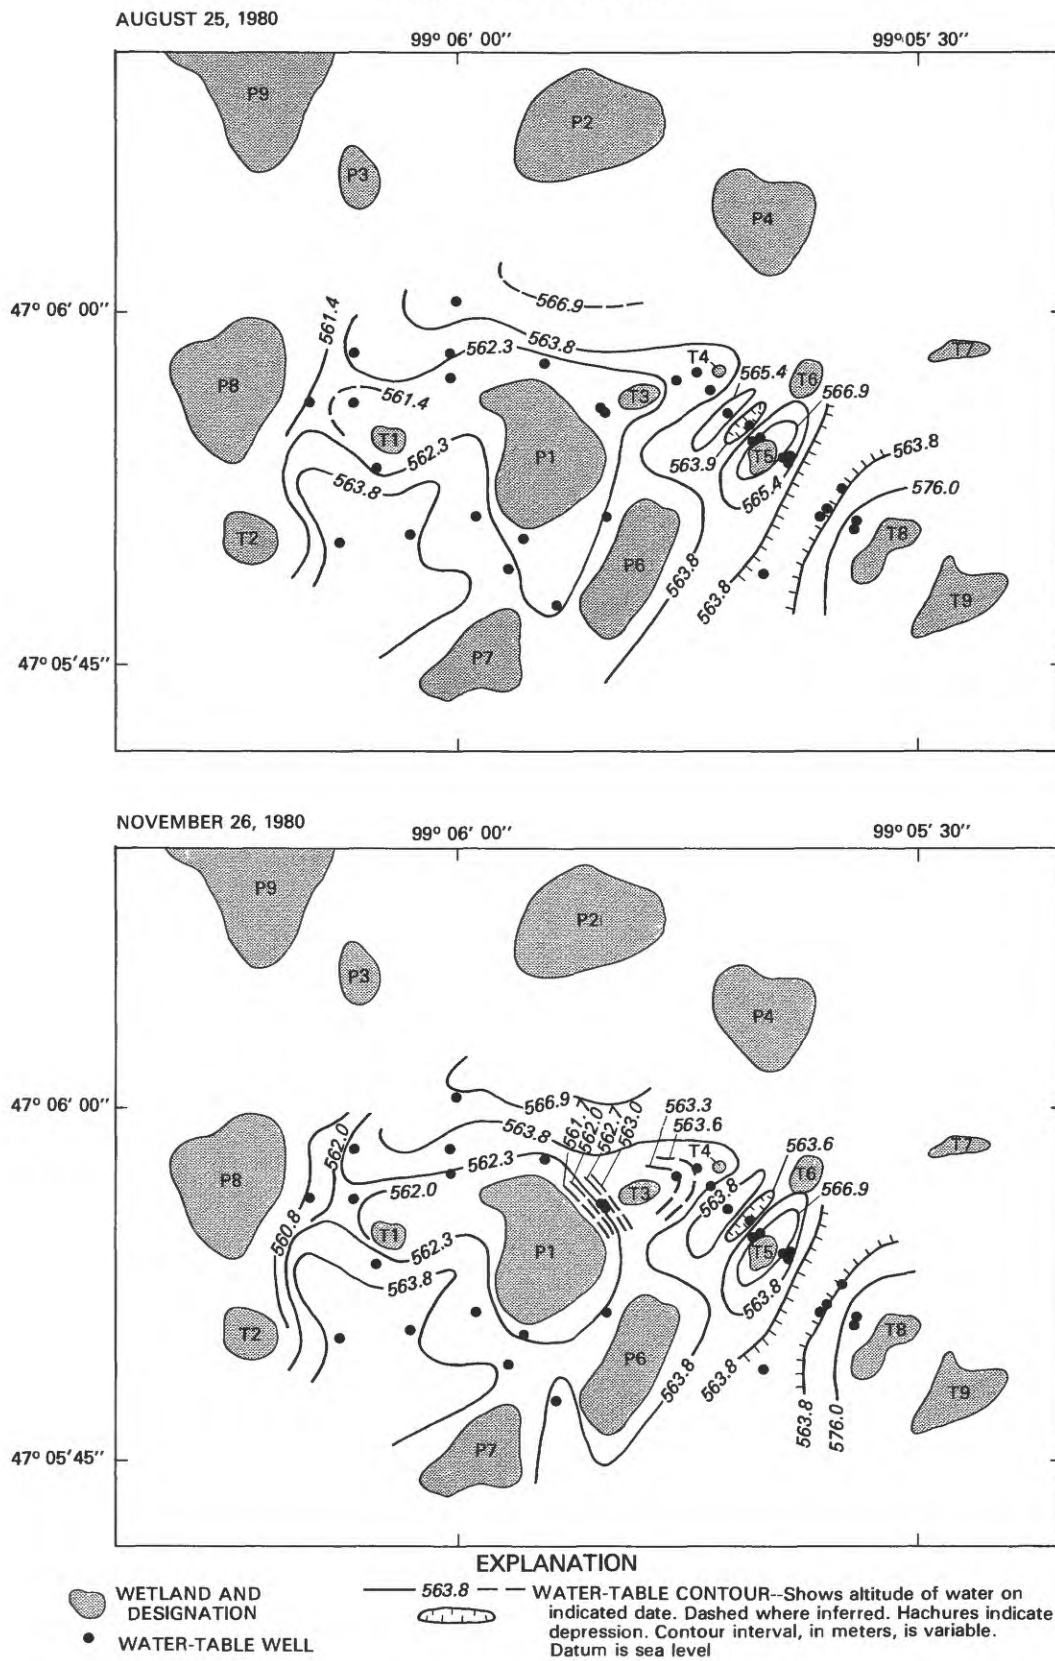 AUGUST 25, 1980
99° 06' 00" 99° 05' 30"
P9
P2
P3
P4
47° 06' 00"
566.9
561.4
563.8
562.3
T4
T7
P8
565.4
T6
566.9
561.4
T3
T1
562.3
P1
563.9
T5
563.8
563.8
565.4
576.0
T2
P6
563.8
T8
563.8
T9
47° 05' 45"
P7
NOVEMBER 26, 1980
99° 06' 00" 99° 05' 30"
P9
P2
P3
P4
47° 06' 00"
566.9
561.7
562.0
562.7
563.0
563.3
563.6
562.0
563.8
T4
563.6
T7
P8
562.3
T6
562.0
T3
563.8
566.9
T1
560.8
562.3
P1
T5
563.8
563.8
T2
P6
T8
563.8
563.8
563.8
576.0
T9
47° 05' 45"
P7
EXPLANATION
WETLAND AND
DESIGNATION
WATER-TABLE WELL
563.8 WATER-TABLE CONTOUR--Shows altitude of water on
indicated date. Dashed where inferred. Hachures indicate
depression. Contour interval, in meters, is variable.
Datum is sea level